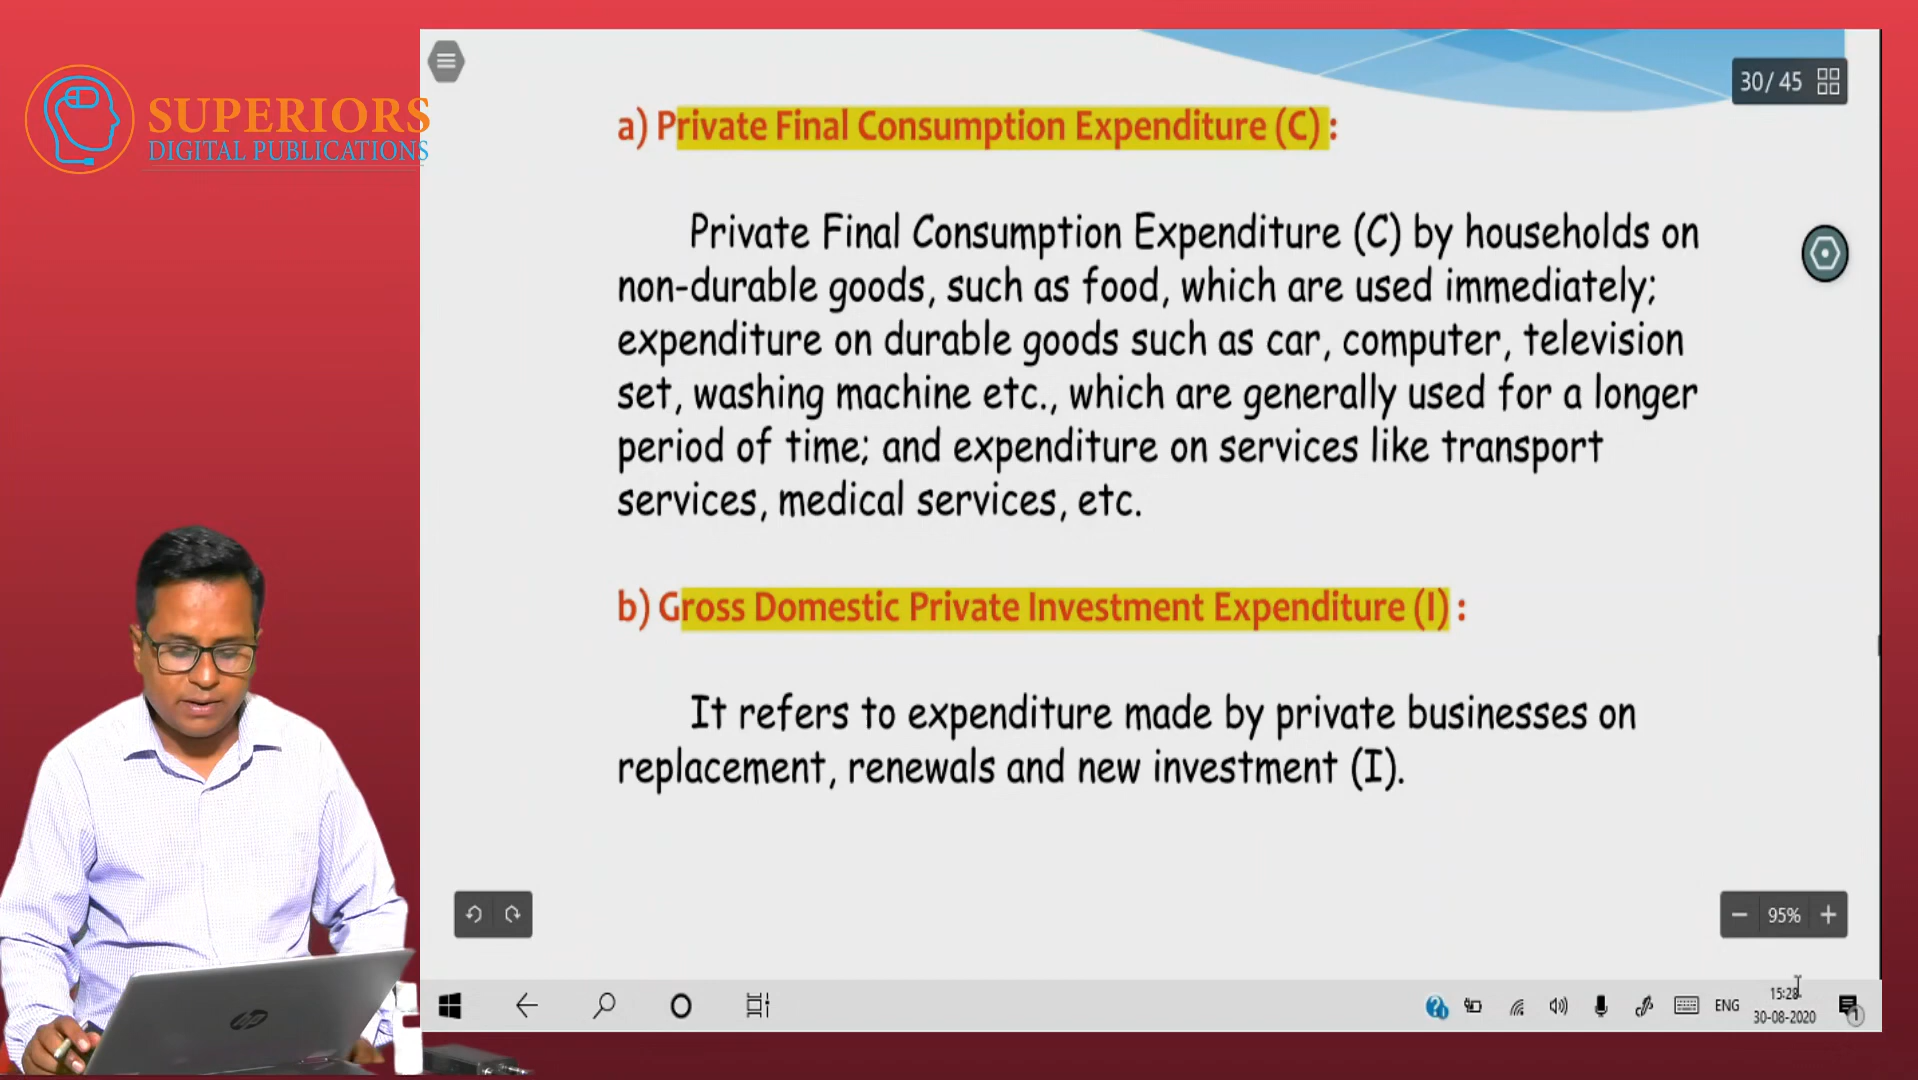 SUPERIORS
DIGITAL PUBLICATIONS
30 / 45
a) Private Final Consumption Expenditure (C) :
Private Final Consumption Expenditure (C) by households on
non-durable goods, such as food, which are used immediately;
expenditure on durable goods such as car, computer, television
set, washing machine etc., which are generally used for a longer
period of time; and expenditure on services like transport
services, medical services, etc.
b) Gross Domestic Private Investment Expenditure (I) :
It refers to expenditure made by private businesses on
replacement, renewals and new investment (I).
95%
ENG
15:28
30-08-2020
1
hp